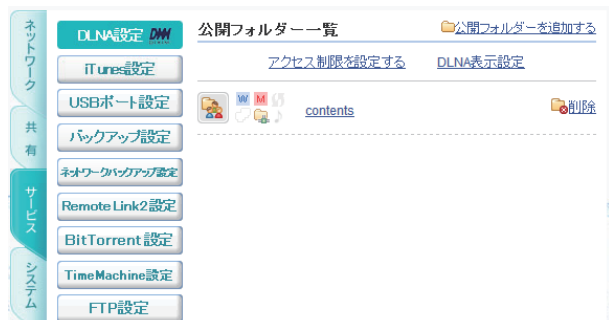 ネットワーク
共有
サービス
システム
DLNA設定
iTunes設定
USBポート設定
バックアップ設定
ネットワークバックアップ設定
Remote Link2設定
BitTorrent設定
TimeMachine設定
FTP設定
公開フォルダー一覧
公開フォルダーを追加する
アクセス制限を設定する DLNA表示設定
W M
contents 削除